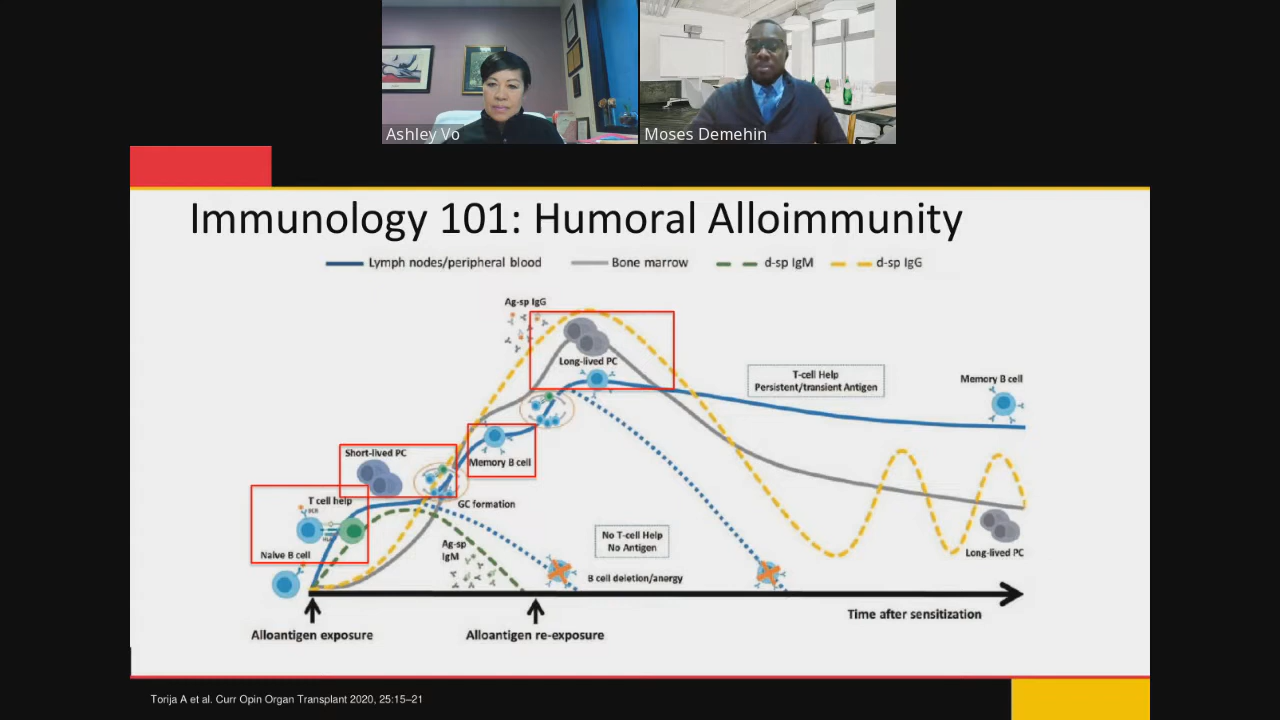 Ashley Vo
Moses Demehin
Immunology 101: Humoral Alloimmunity
Lymph nodes/peripheral blood
Bone marrow
d-sp IgM
d-sp IgG
Ag-sp IgG
Long-lived PC
T-cell Help
Persistent/transient Antigen
Memory B cell
Short-lived PC
Memory B cell
T cell help
GC formation
Naive B cell
Ag-sp
IgM
No T-cell Help
No Antigen
B cell deletion/anergy
Long-lived PC
Time after sensitization
Alloantigen exposure
Alloantigen re-exposure
Torija A et al. Curr Opin Organ Transplant 2020, 25:15–21